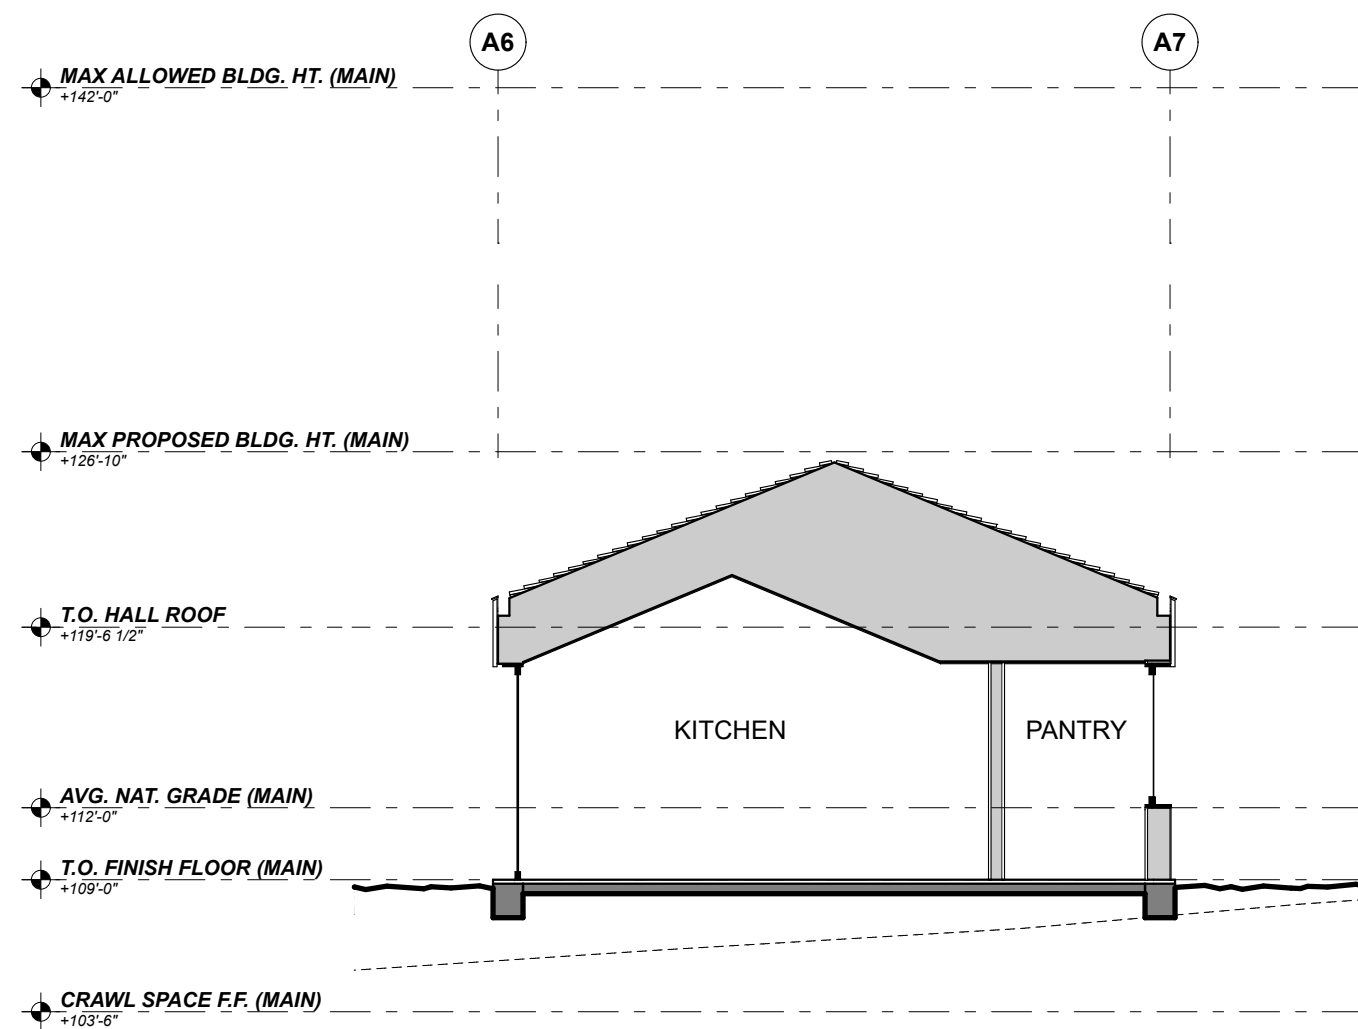 A6
A7
MAX ALLOWED BLDG. HT. (MAIN)
+142'-0"
MAX PROPOSED BLDG. HT. (MAIN)
+126'-10"
T.O. HALL ROOF
+119'-6 1/2"
KITCHEN
PANTRY
AVG. NAT. GRADE (MAIN)
+112'-0"
T.O. FINISH FLOOR (MAIN)
+109'-0"
CRAWL SPACE F.F. (MAIN)
+103'-6"